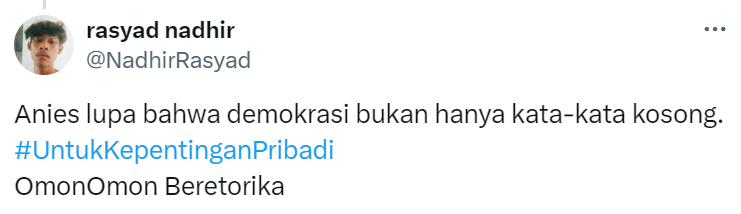 rasyad nadhir
@NadhirRasyad
Anies lupa bahwa demokrasi bukan hanya kata-kata kosong.
#UntukKepentinganPribadi
OmonOmon Beretorika